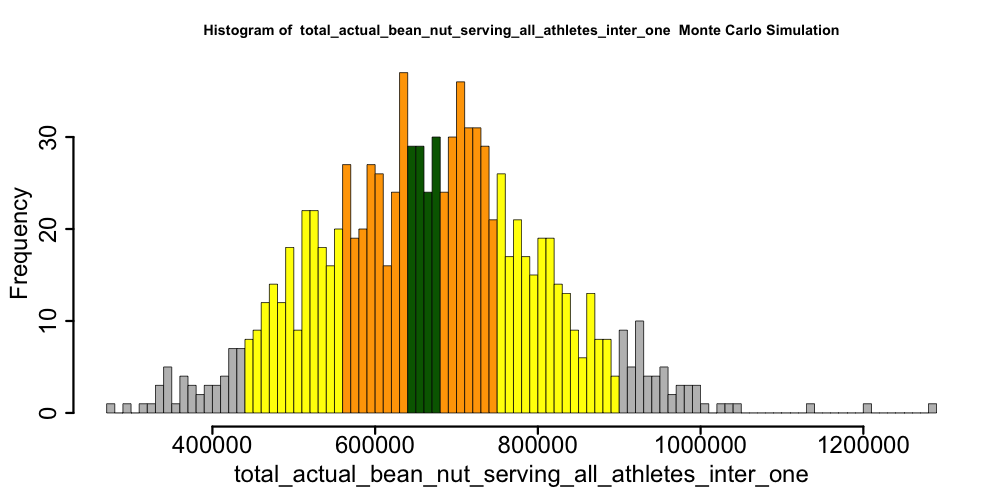 Histogram of total_actual_bean_nut_serving_all_athletes_inter_one Monte Carlo Simulation
Frequency
30
20
10
0
400000 600000 800000 1000000 1200000
total_actual_bean_nut_serving_all_athletes_inter_one